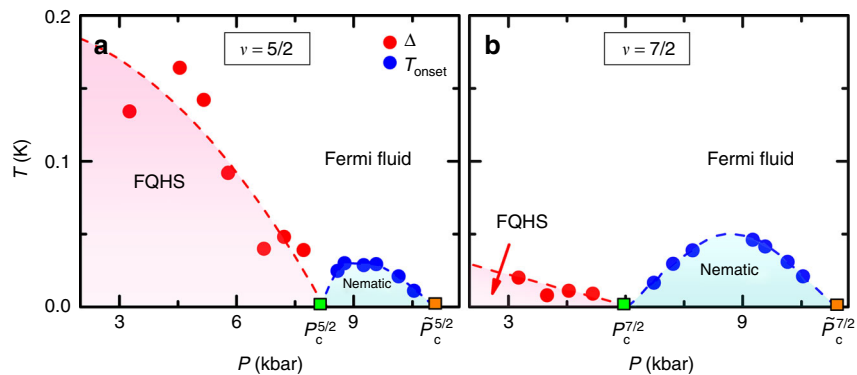 a
ν = 5/2
Δ
T onset
FQHS
Fermi fluid
Nematic
0.2
0.1
0.0
T (K)
3
6
9
P_c^5/2
P̃_c^5/2
P (kbar)
b
ν = 7/2
Fermi fluid
FQHS
Nematic
3
9
P_c^7/2
P̃_c^7/2
P (kbar)